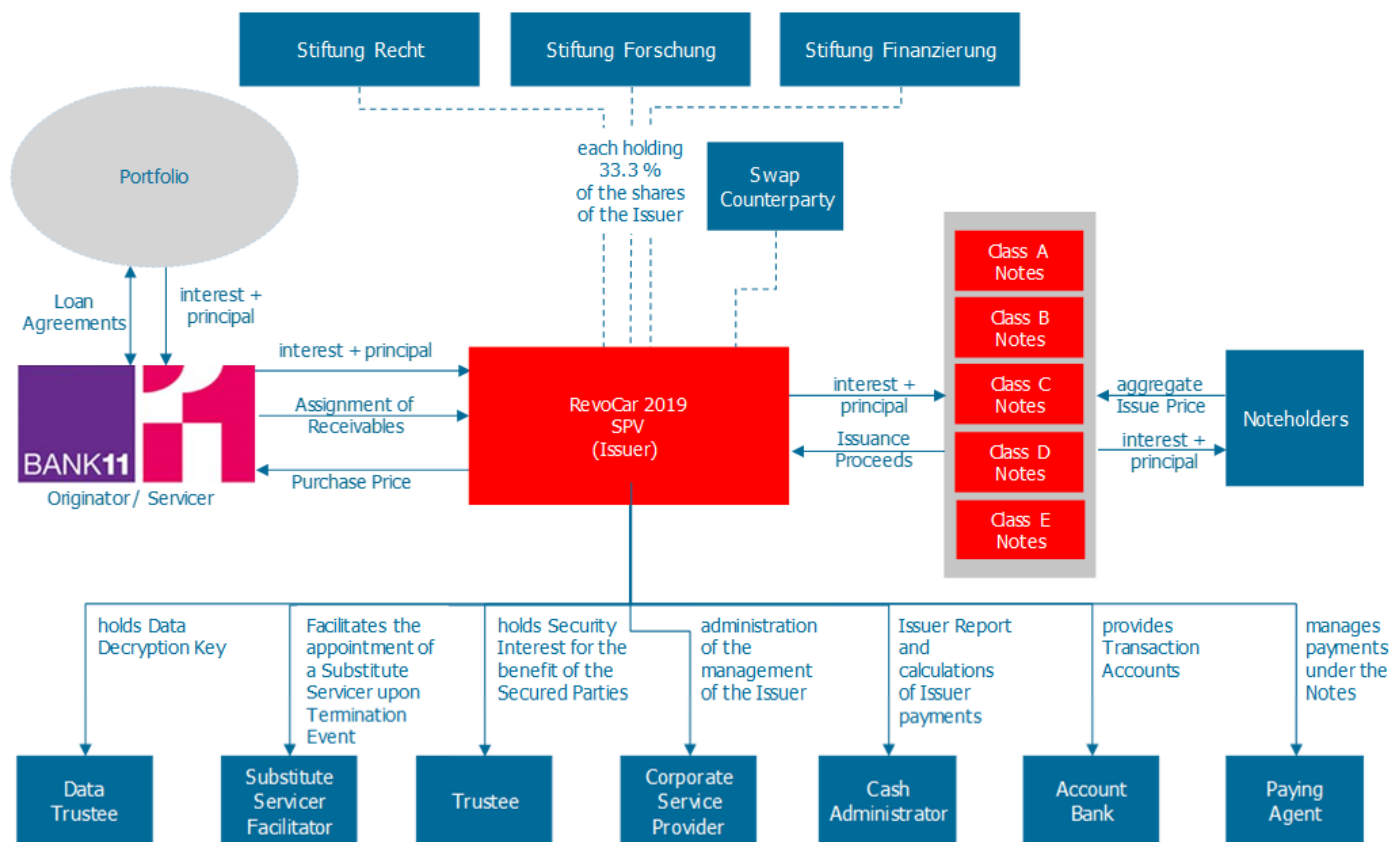 Stiftung Recht
Stiftung Forschung
Stiftung Finanzierung
each holding
33.3 %
of the shares
of the Issuer
Swap
Counterparty
Portfolio
Loan
Agreements
interest +
principal
BANK11
Originator / Servicer
interest + principal
Assignment of
Receivables
Purchase Price
RevoCar 2019
SPV
(Issuer)
interest +
principal
Issuance
Proceeds
Class A
Notes
Class B
Notes
Class C
Notes
Class D
Notes
Class E
Notes
aggregate
Issue Price
interest +
principal
Noteholders
holds Data
Decryption Key
Facilitates the
appointment of
a Substitute
Servicer upon
Termination
Event
holds Security
Interest for the
benefit of the
Secured Parties
administration
of the
management
of the Issuer
Issuer Report
and
calculations
of Issuer
payments
provides
Transaction
Accounts
manages
payments
under the
Notes
Data
Trustee
Substitute
Servicer
Facilitator
Trustee
Corporate
Service
Provider
Cash
Administrator
Account
Bank
Paying
Agent